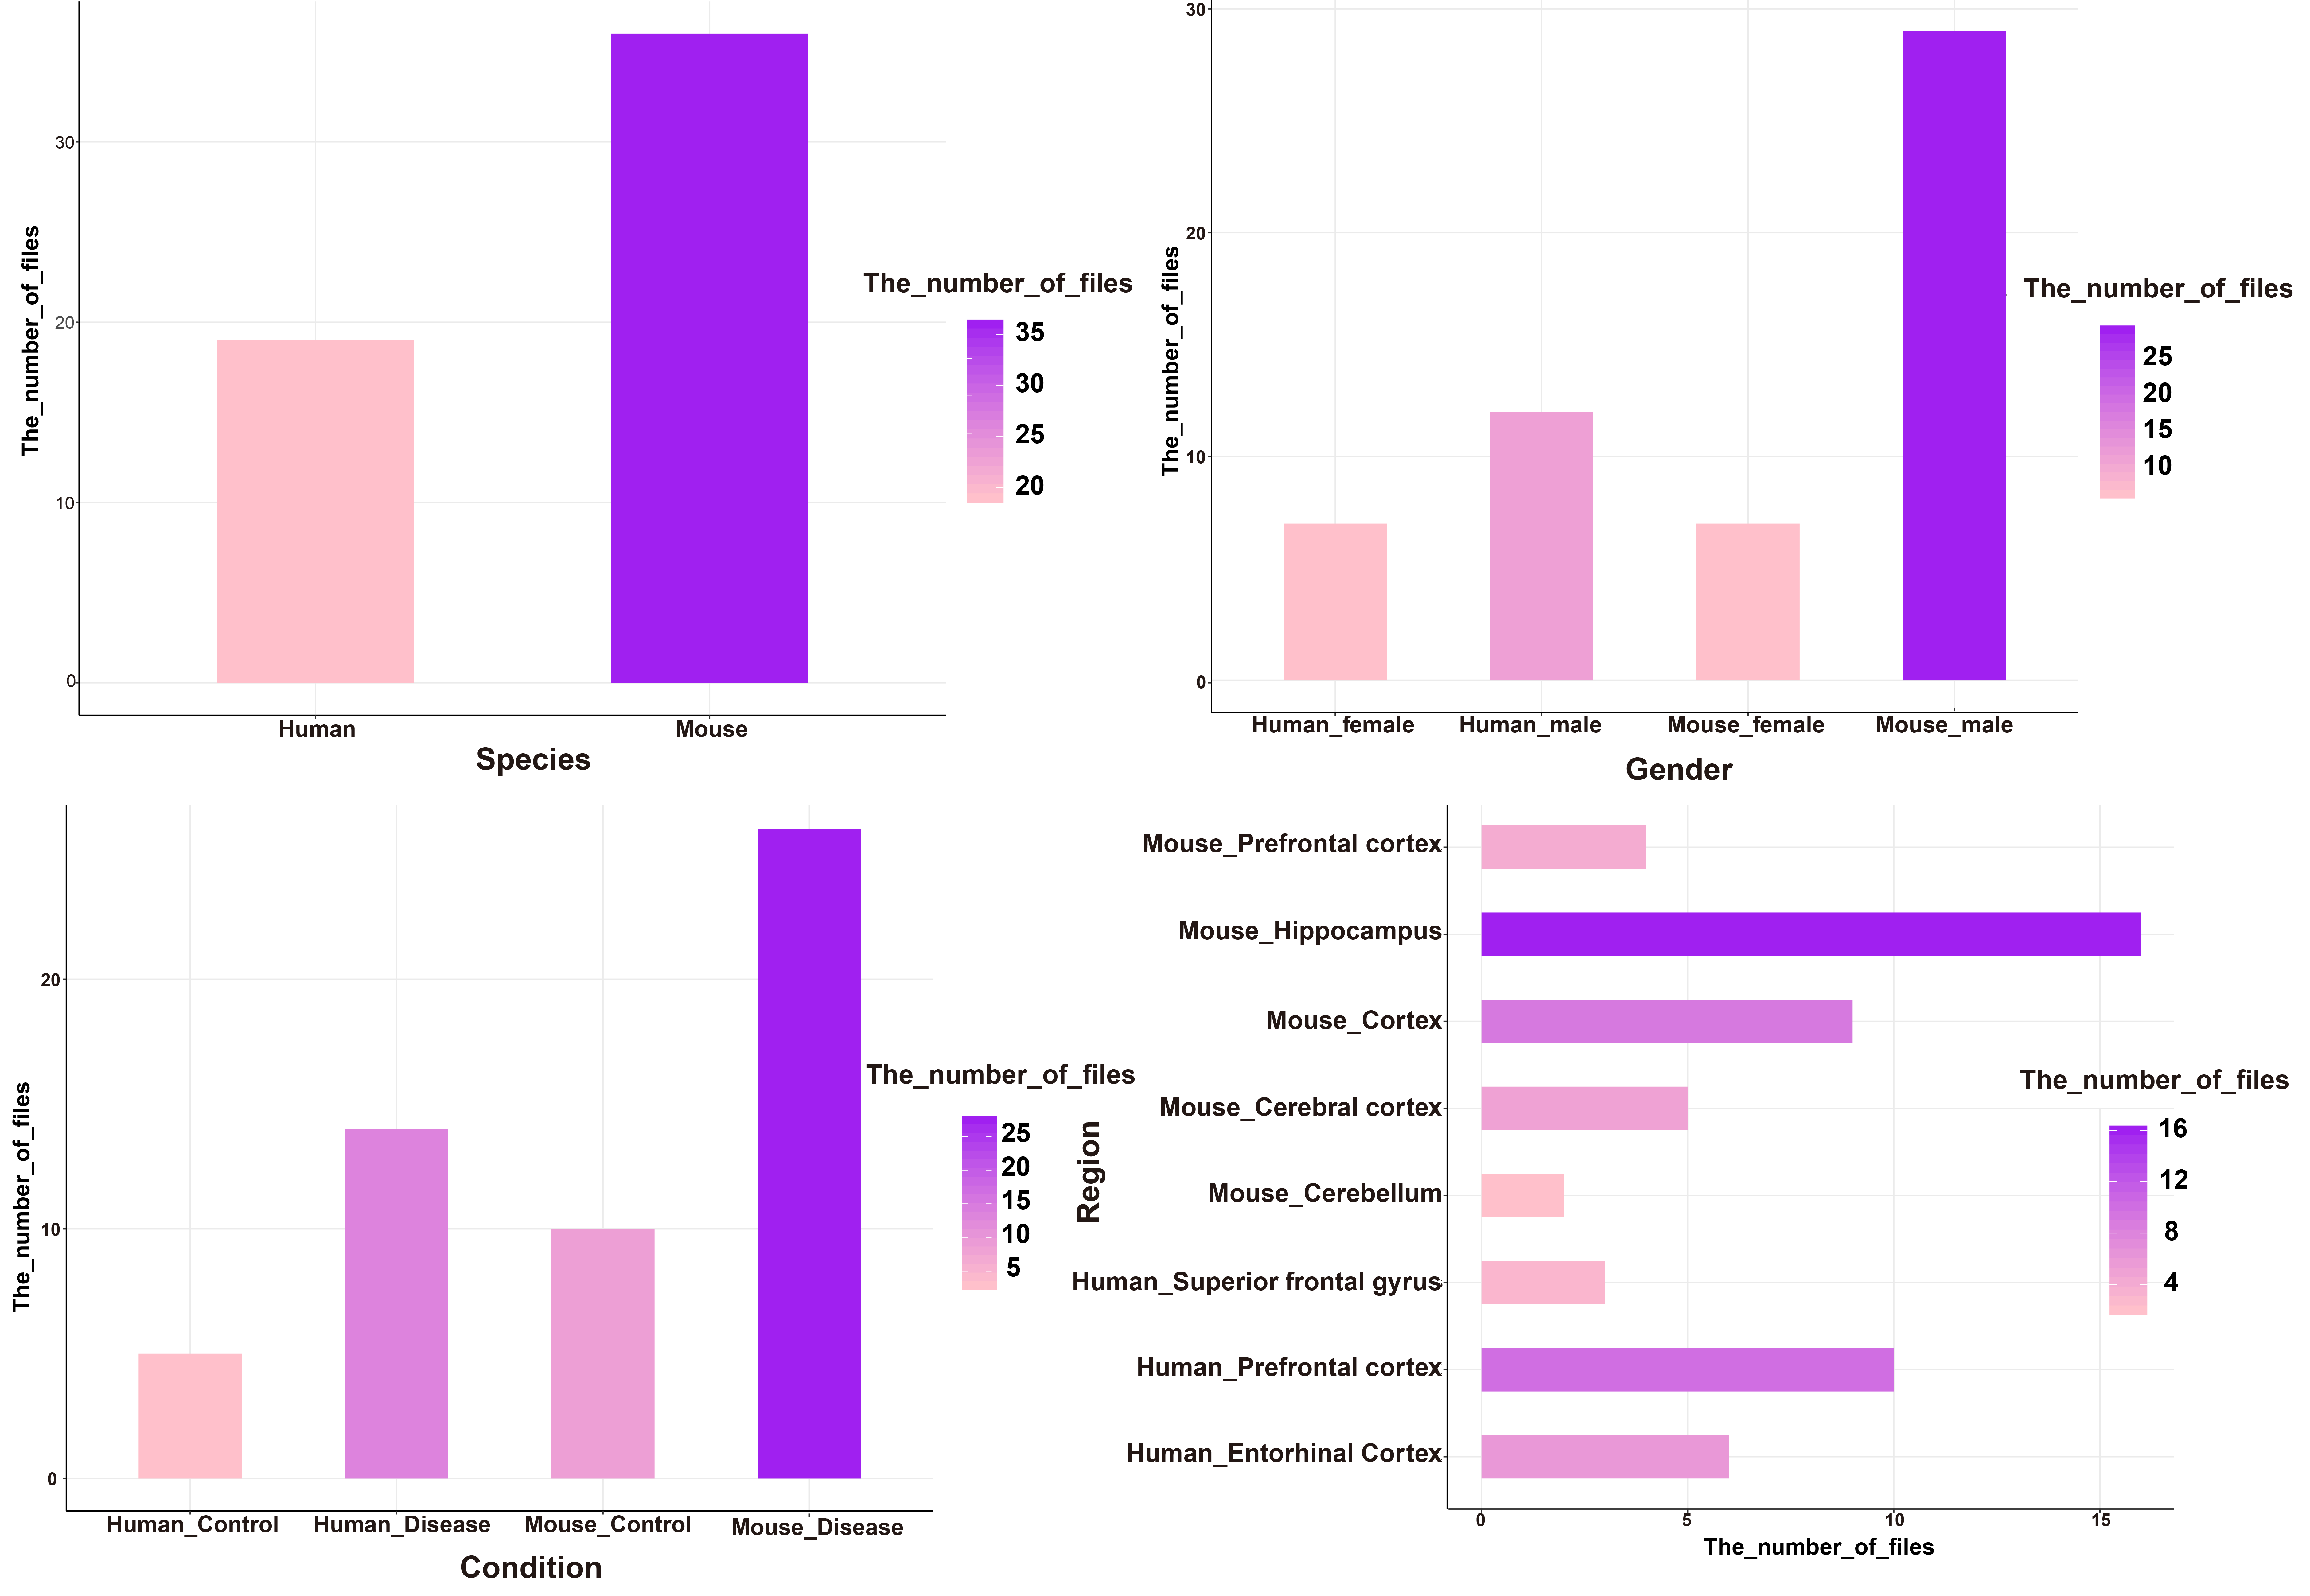 The_number_of_files
30
20
10
0
Human
Mouse
Species
The_number_of_files
35
30
25
20
The_number_of_files
30
20
10
0
Human_female
Human_male
Mouse_female
Mouse_male
Gender
The_number_of_files
25
20
15
10
The_number_of_files
20
10
0
Human_Control
Human_Disease
Mouse_Control
Mouse_Disease
Condition
The_number_of_files
25
20
15
10
5
Region
Mouse_Prefrontal cortex
Mouse_Hippocampus
Mouse_Cortex
Mouse_Cerebral cortex
Mouse_Cerebellum
Human_Superior frontal gyrus
Human_Prefrontal cortex
Human_Entorhinal Cortex
0
5
10
15
The_number_of_files
The_number_of_files
16
12
8
4